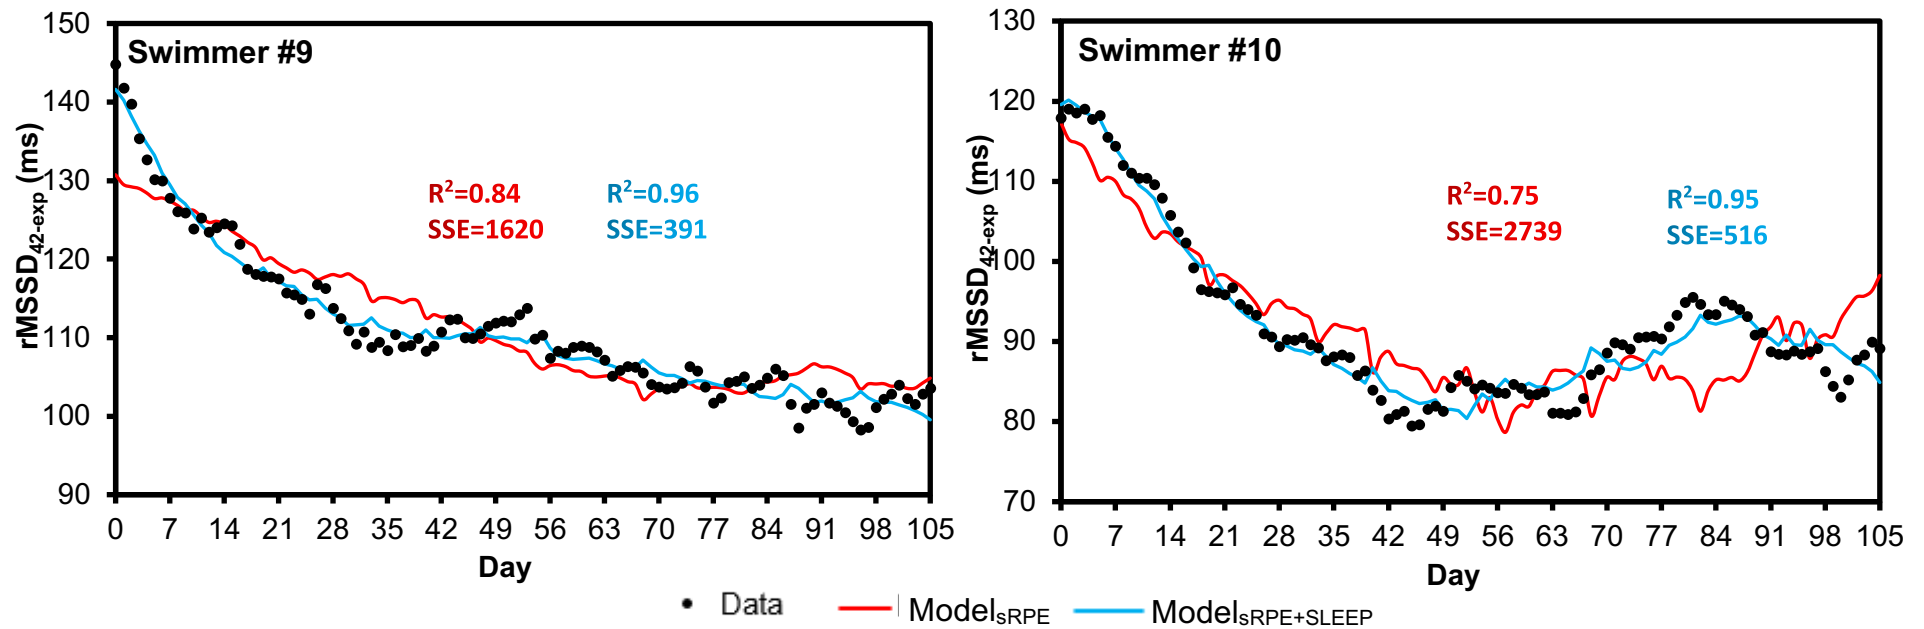 Swimmer #9
rMSSD42-exp (ms)
150
140
130
120
110
100
90
R²=0.84
SSE=1620
R²=0.96
SSE=391
0 7 14 21 28 35 42 49 56 63 70 77 84 91 98 105
Day
Swimmer #10
rMSSD42-exp (ms)
130
120
110
100
90
80
70
R²=0.75
SSE=2739
R²=0.95
SSE=516
0 7 14 21 28 35 42 49 56 63 70 77 84 91 98 105
Day
Data ModelsRPE ModelsRPE+SLEEP